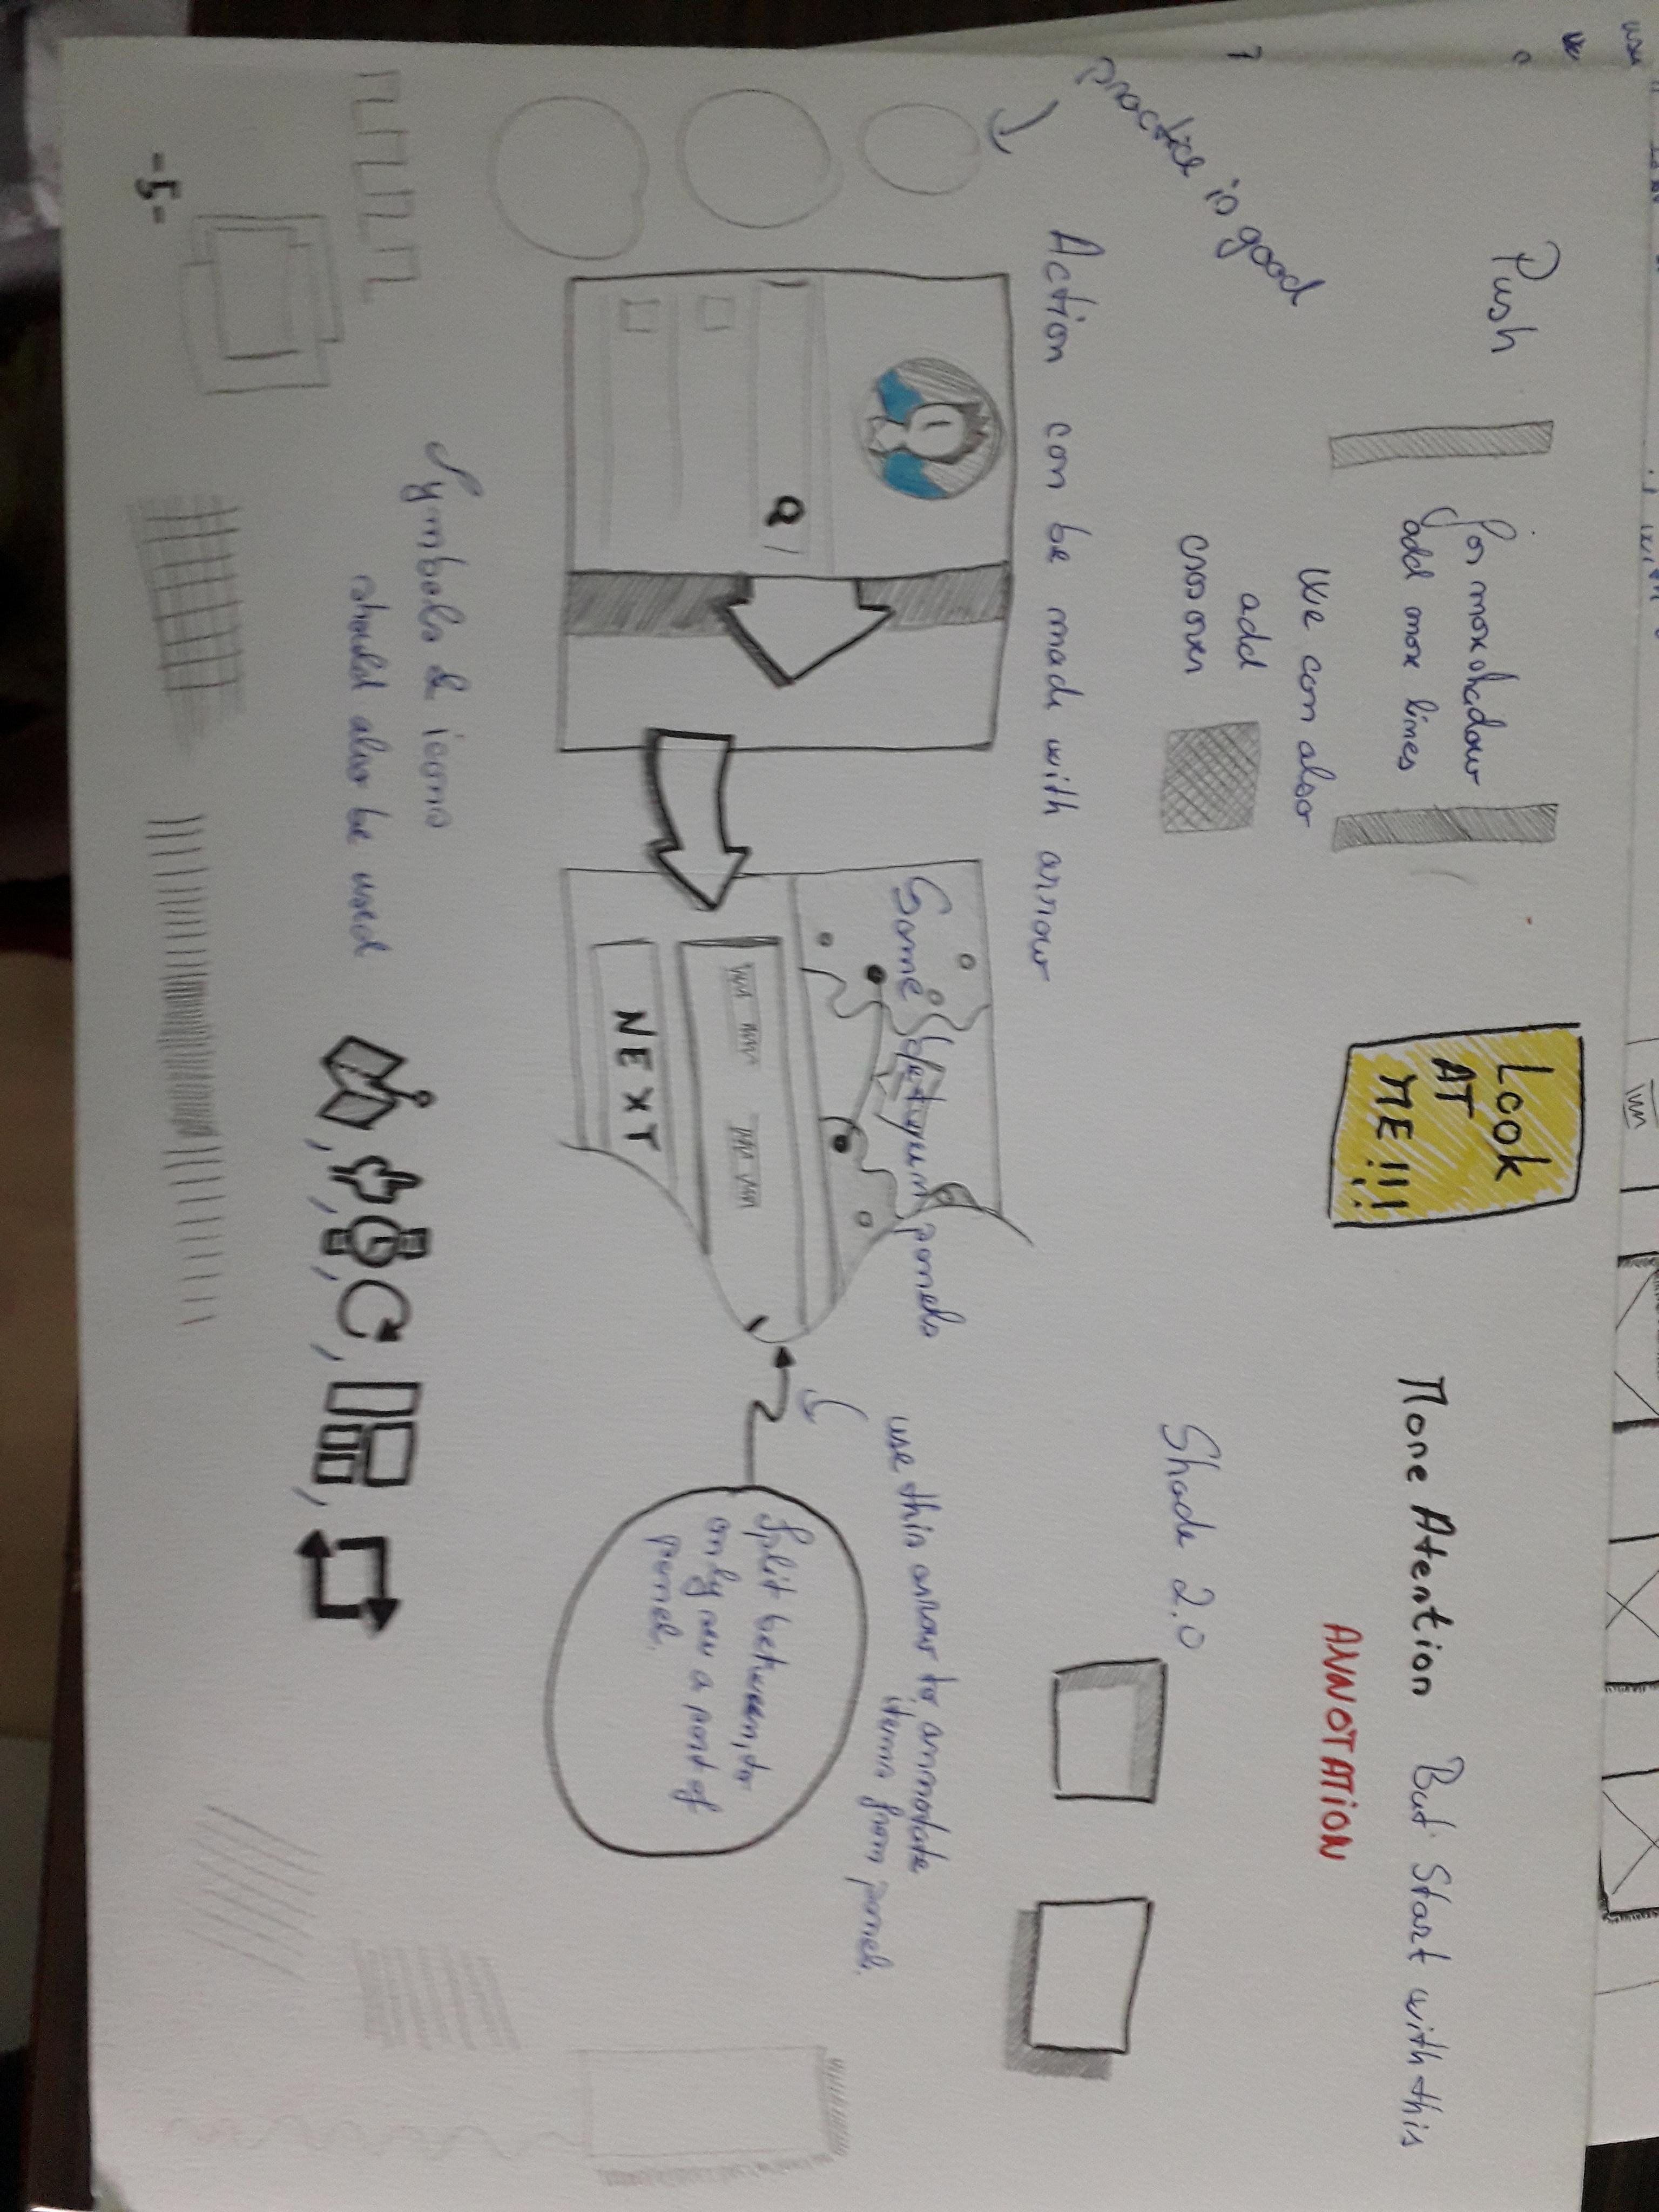 Push
for more shadow
add more lines
We can also
add
crosover
LOOK
AT
ME!!!!
More Atention But Start with this
ANNOTATION
practice is good
Shade 2.0
Action can be made with arrow
use this arrow to annotate
items from panel.
Some between panels
NEXT
Split between, to
only see a part of
panel.
Symbols & icons
should also be used
-5-